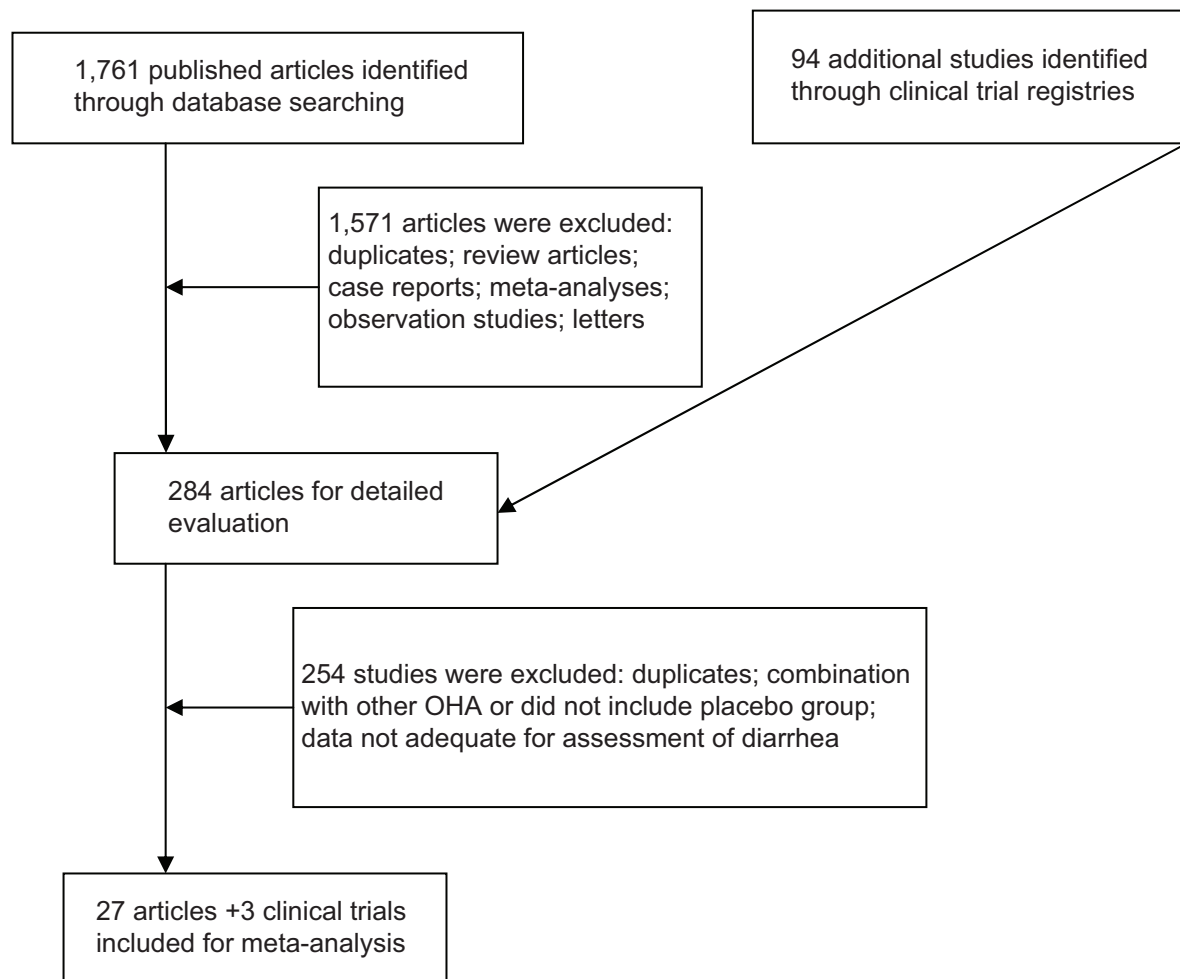 1,761 published articles identified
through database searching
94 additional studies identified
through clinical trial registries
1,571 articles were excluded:
duplicates; review articles;
case reports; meta-analyses;
observation studies; letters
284 articles for detailed
evaluation
254 studies were excluded: duplicates; combination
with other OHA or did not include placebo group;
data not adequate for assessment of diarrhea
27 articles +3 clinical trials
included for meta-analysis